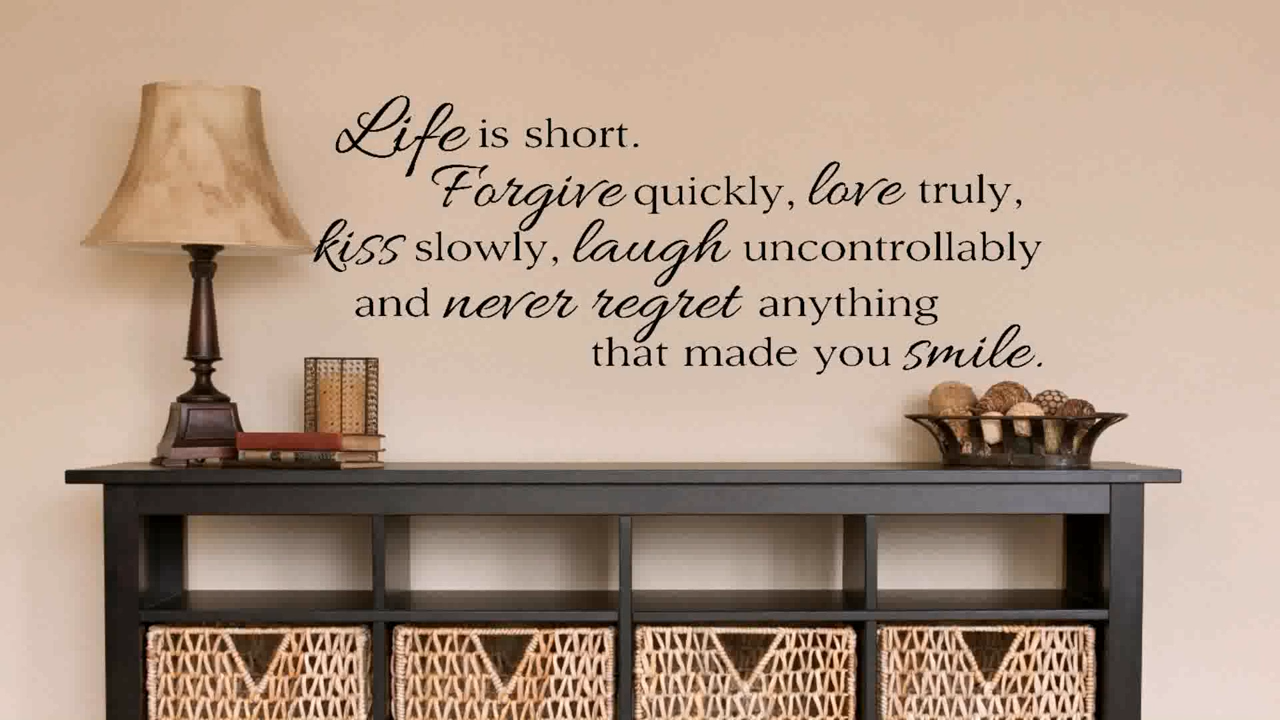 Life is short.
Forgive quickly, love truly,
kiss slowly, laugh uncontrollably
and never regret anything
that made you smile.